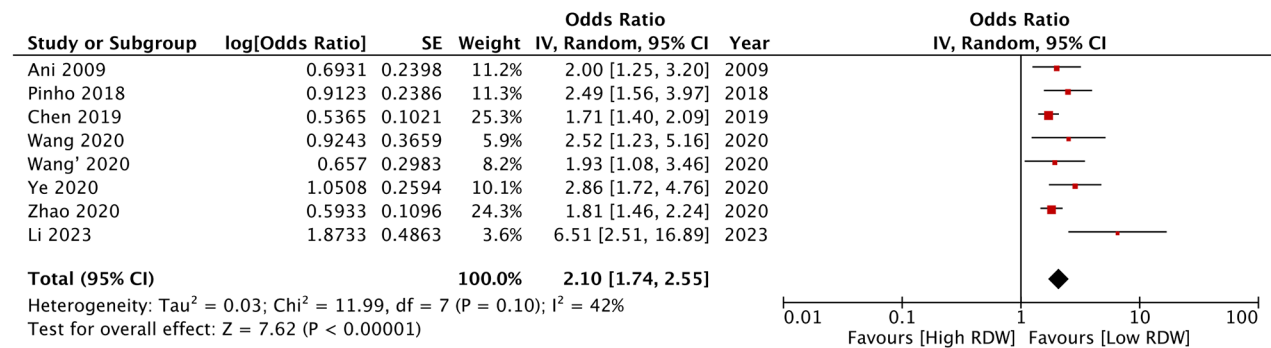 Odds Ratio Odds Ratio
Study or Subgroup log[Odds Ratio] SE Weight IV, Random, 95% CI Year IV, Random, 95% CI
Ani 2009 0.6931 0.2398 11.2% 2.00 [1.25, 3.20] 2009
Pinho 2018 0.9123 0.2386 11.3% 2.49 [1.56, 3.97] 2018
Chen 2019 0.5365 0.1021 25.3% 1.71 [1.40, 2.09] 2019
Wang 2020 0.9243 0.3659 5.9% 2.52 [1.23, 5.16] 2020
Wang’ 2020 0.657 0.2983 8.2% 1.93 [1.08, 3.46] 2020
Ye 2020 1.0508 0.2594 10.1% 2.86 [1.72, 4.76] 2020
Zhao 2020 0.5933 0.1096 24.3% 1.81 [1.46, 2.24] 2020
Li 2023 1.8733 0.4863 3.6% 6.51 [2.51, 16.89] 2023
Total (95% CI) 100.0% 2.10 [1.74, 2.55]
Heterogeneity: Tau² = 0.03; Chi² = 11.99, df = 7 (P = 0.10); I² = 42%
Test for overall effect: Z = 7.62 (P < 0.00001)
0.01 0.1 1 10 100
Favours [High RDW] Favours [Low RDW]